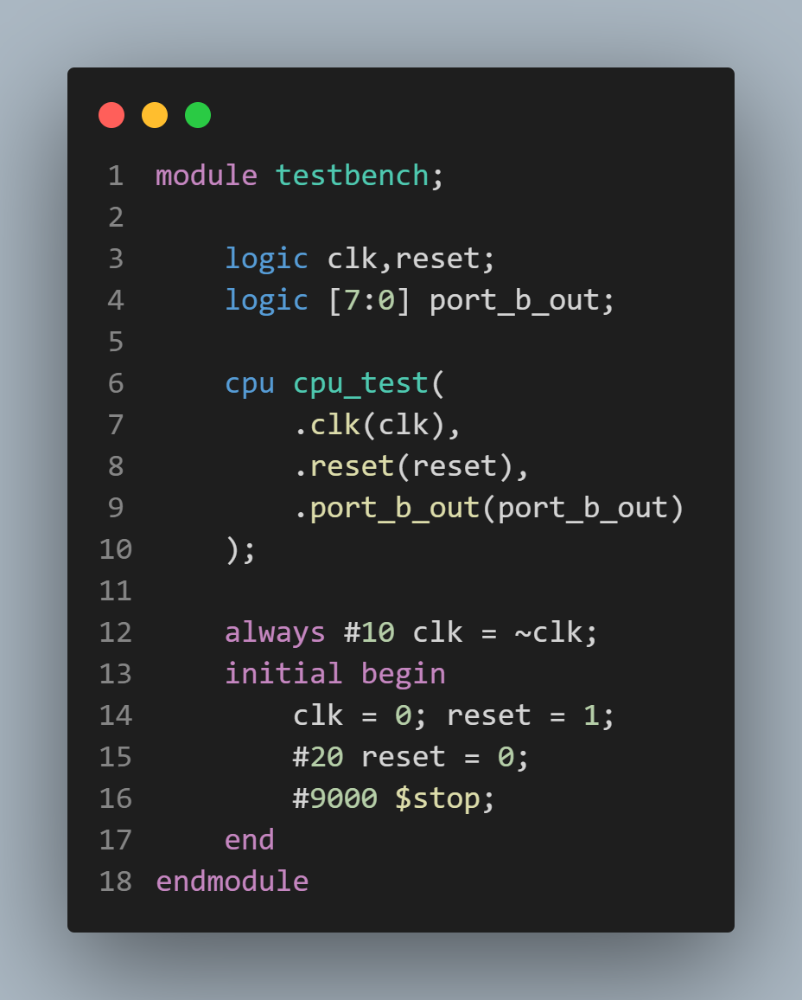 1 module testbench;
2
3     logic clk,reset;
4     logic [7:0] port_b_out;
5
6     cpu cpu_test(
7         .clk(clk),
8         .reset(reset),
9         .port_b_out(port_b_out)
10     );
11
12     always #10 clk = ~clk;
13     initial begin
14         clk = 0; reset = 1;
15         #20 reset = 0;
16         #9000 $stop;
17     end
18 endmodule